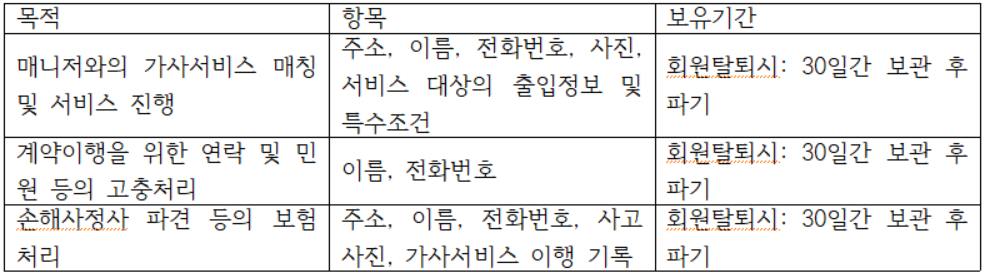 목적 항목 보유기간
매니저와의 가사서비스 매칭
및 서비스 진행
주소, 이름, 전화번호, 사진,
서비스 대상의 출입정보 및
특수조건
회원탈퇴시: 30일간 보관 후
파기
계약이행을 위한 연락 및 민
원 등의 고충처리
이름, 전화번호
회원탈퇴시: 30일간 보관 후
파기
손해사정사 파견 등의 보험
처리
주소, 이름, 전화번호, 사고
사진, 가사서비스 이행 기록
회원탈퇴시: 30일간 보관 후
파기